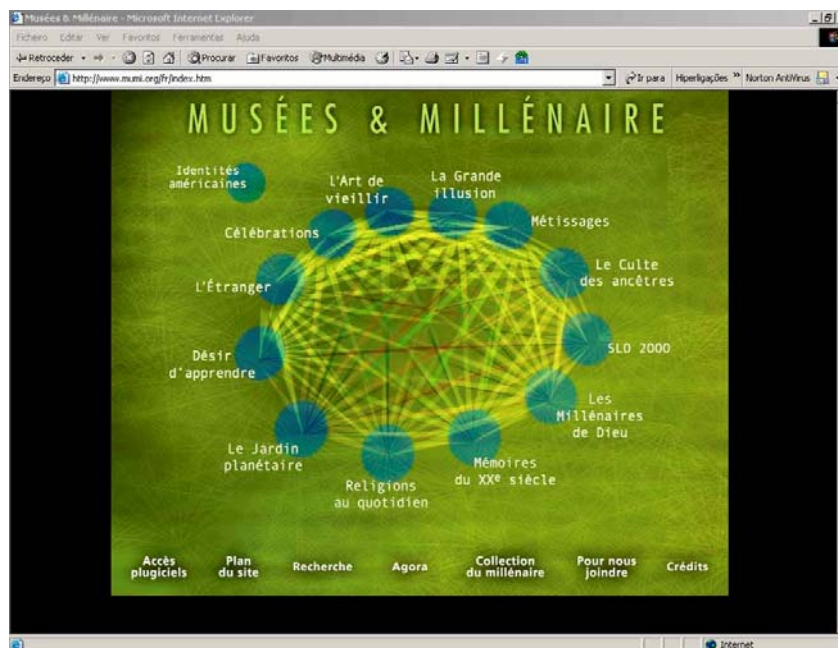 Musées & Millénaire - Microsoft Internet Explorer
Ficheiro Editar Ver Favoritos Ferramentas Ajuda
Retroceder Procurar Favoritos Multimédia
Endereço http://www.mumi.org/fr/index.htm Ir para Hiperligações » Norton AntiVirus
MUSÉES & MILLÉNAIRE
Identités
américaines
L'Art de
vieillir
La Grande
illusion
Célébrations
Métissages
L'Étranger
Le Culte
des ancêtres
Désir
d'apprendre
SLO 2000
Les
Millénaires
de Dieu
Le Jardin
planétaire
Mémoires
du XXe siècle
Religions
au quotidien
Accès
plugiciels
Plan
du site
Recherche
Agora
Collection
du millénaire
Pour nous
joindre
Crédits
Internet